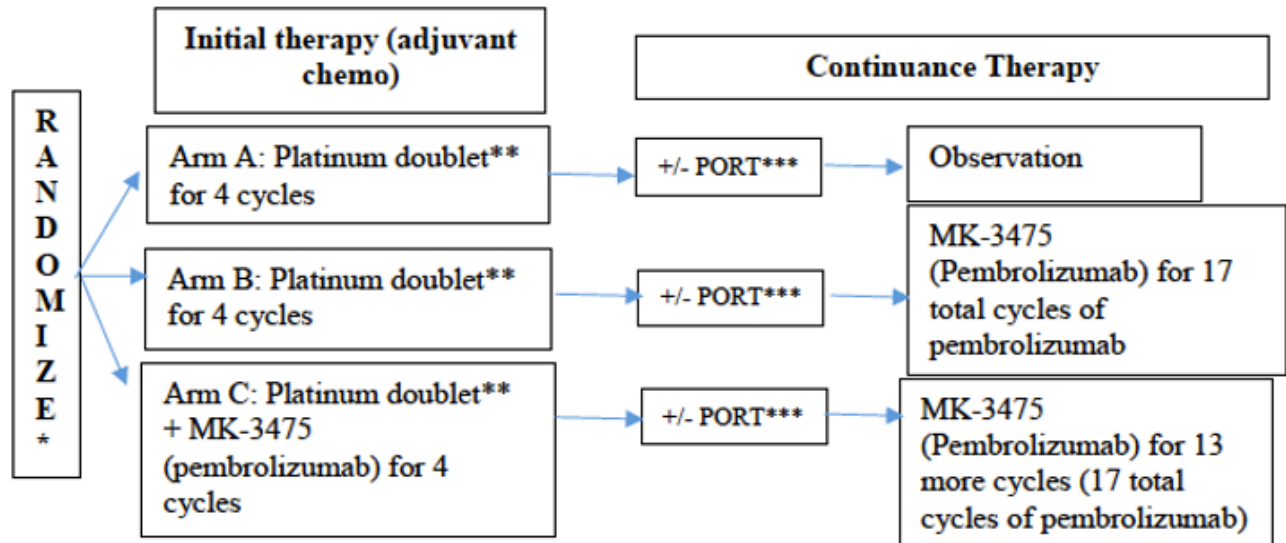 Initial therapy (adjuvant
chemo)
Continuance Therapy
R
A
N
D
O
M
I
Z
E
*
Arm A: Platinum doublet**
for 4 cycles
+/- PORT***
Observation
Arm B: Platinum doublet**
for 4 cycles
+/- PORT***
MK-3475
(Pembrolizumab) for 17
total cycles of
pembrolizumab
Arm C: Platinum doublet**
+ MK-3475
(pembrolizumab) for 4
cycles
+/- PORT***
MK-3475
(Pembrolizumab) for 13
more cycles (17 total
cycles of pembrolizumab)